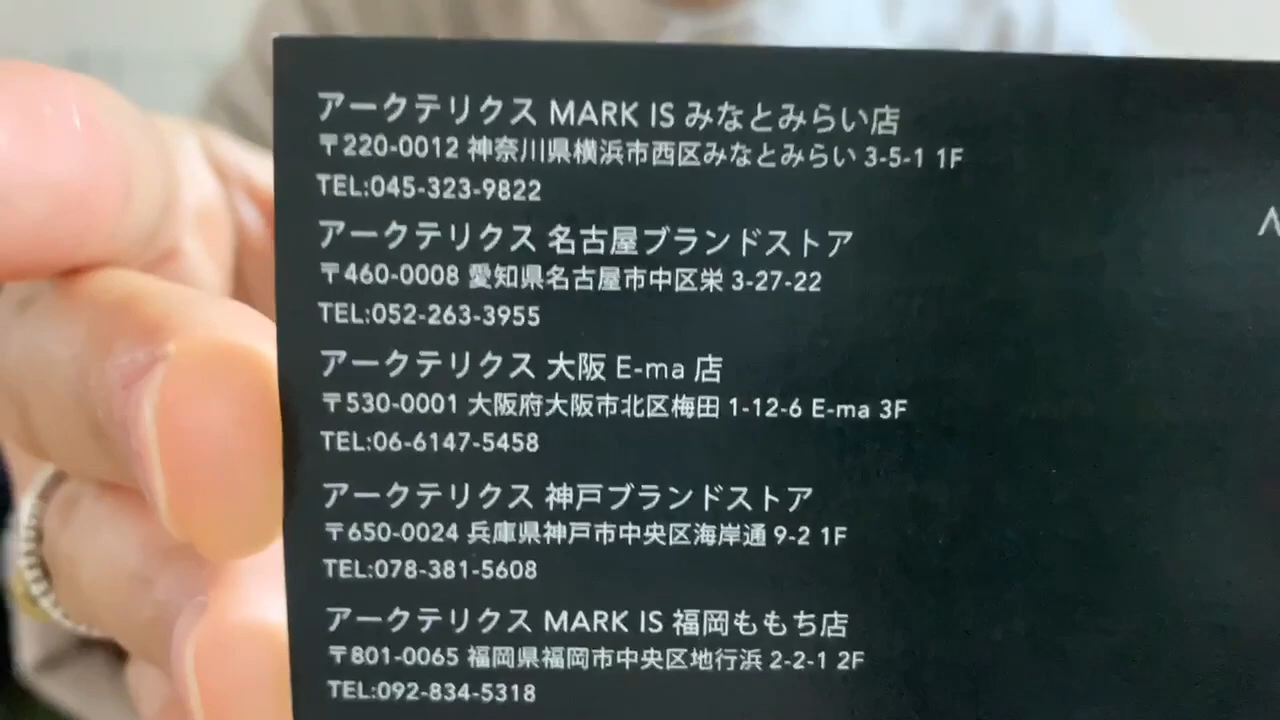 アークテリクス MARK IS みなとみらい店
〒220-0012 神奈川県横浜市西区みなとみらい 3-5-1 1F
TEL:045-323-9822
アークテリクス 名古屋ブランドストア
〒460-0008 愛知県名古屋市中区栄 3-27-22
TEL:052-263-3955
アークテリクス 大阪 E-ma 店
〒530-0001 大阪府大阪市北区梅田 1-12-6 E-ma 3F
TEL:06-6147-5458
アークテリクス 神戸ブランドストア
〒650-0024 兵庫県神戸市中央区海岸通 9-2 1F
TEL:078-381-5608
アークテリクス MARK IS 福岡ももち店
〒801-0065 福岡県福岡市中央区地行浜 2-2-1 2F
TEL:092-834-5318